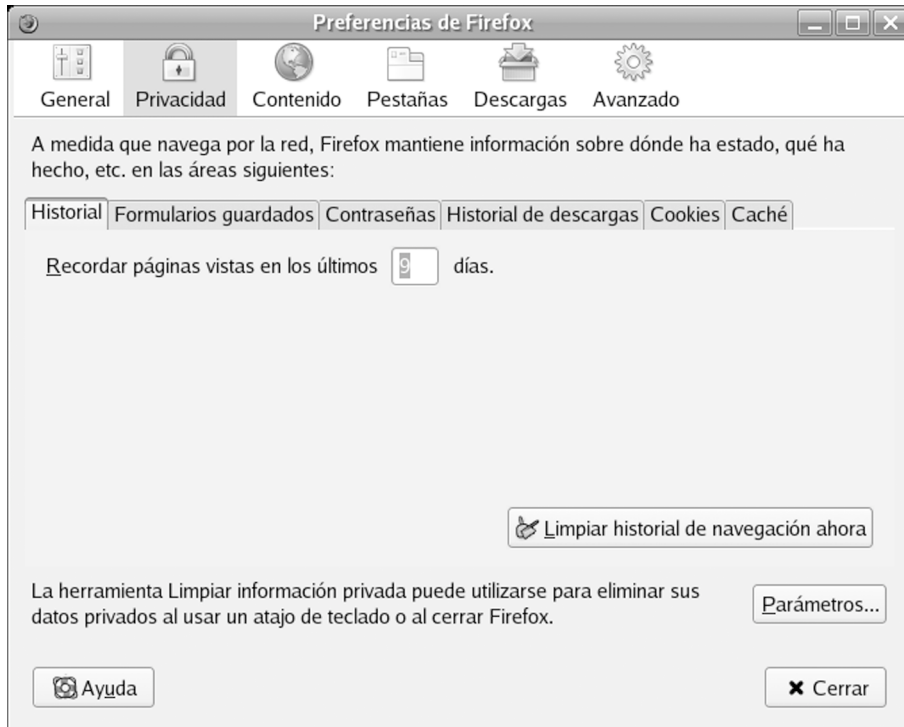 Preferencias de Firefox
General Privacidad Contenido Pestañas Descargas Avanzado
A medida que navega por la red, Firefox mantiene información sobre dónde ha estado, qué ha
hecho, etc. en las áreas siguientes:
Historial Formularios guardados Contraseñas Historial de descargas Cookies Caché
Recordar páginas vistas en los últimos 9 días.
Limpiar historial de navegación ahora
La herramienta Limpiar información privada puede utilizarse para eliminar sus
datos privados al usar un atajo de teclado o al cerrar Firefox.
Parámetros...
Ayuda Cerrar